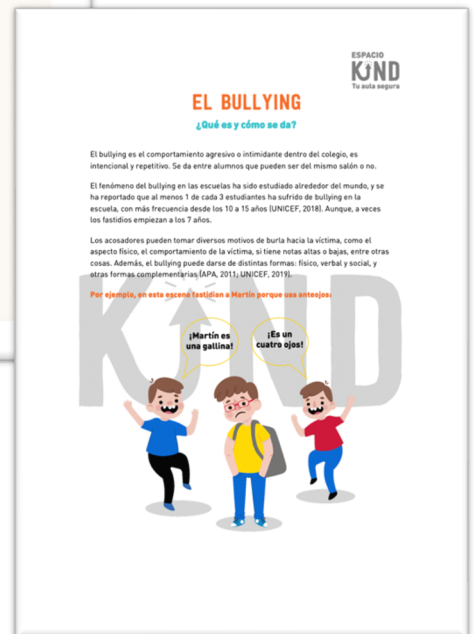 ESPACIO
KIND
Tu aula segura
EL BULLYING
¿Qué es y cómo se da?
El bullying es el comportamiento agresivo o intimidante dentro del colegio, es
intencional y repetitivo. Se da entre alumnos que pueden ser del mismo salón o no.
El fenómeno del bullying en las escuelas ha sido estudiado alrededor del mundo, y se
ha reportado que al menos 1 de cada 3 estudiantes ha sufrido de bullying en la
escuela, con más frecuencia desde los 10 a 15 años (UNICEF, 2018). Aunque, a veces
los fastidios empiezan a los 7 años.
Los acosadores pueden tomar diversos motivos de burla hacia la víctima, como el
aspecto físico, el comportamiento de la víctima, si tiene notas altas o bajas, entre otras
cosas. Además, el bullying puede darse de distintas formas: físico, verbal y social, y
otras formas complementarias (APA, 2011; UNICEF, 2019).
Por ejemplo, en esta escena fastidian a Martín porque usa anteojos:
KIND
¡Martín es
una gallina!
¡Es un
cuatro ojos!